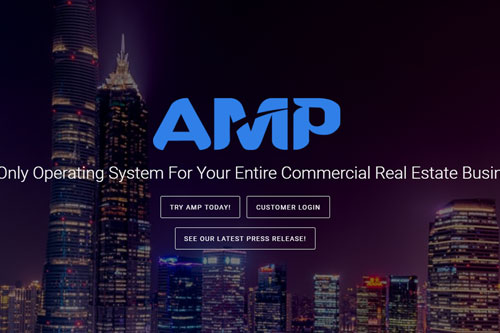 AMP
Only Operating System For Your Entire Commercial Real Estate
TRY AMP TODAY!
CUSTOMER LOGIN
SEE OUR LATEST PRESS RELEASE!